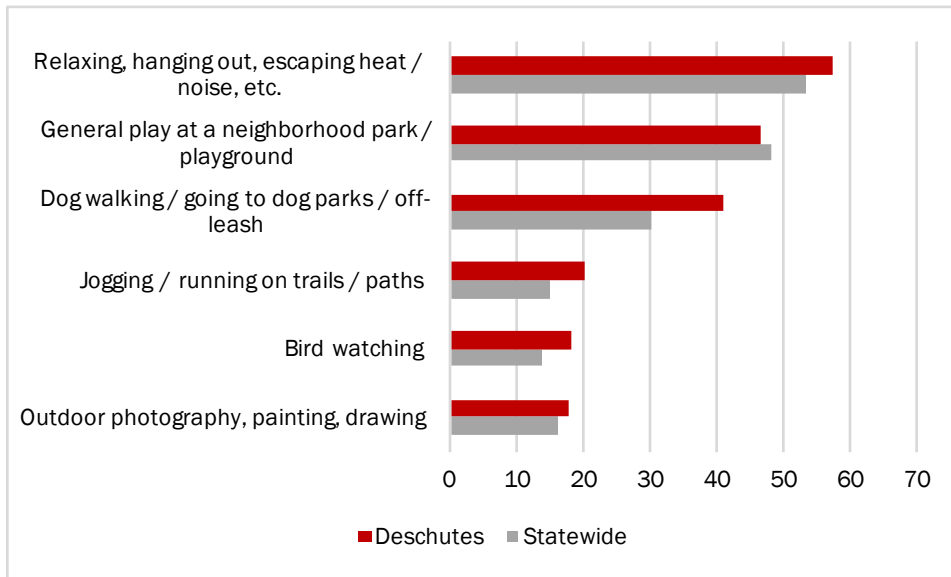 Relaxing, hanging out, escaping heat /
noise, etc.
General play at a neighborhood park /
playground
Dog walking / going to dog parks / off-
leash
Jogging / running on trails / paths
Bird watching
Outdoor photography, painting, drawing
0 10 20 30 40 50 60 70
Deschutes Statewide